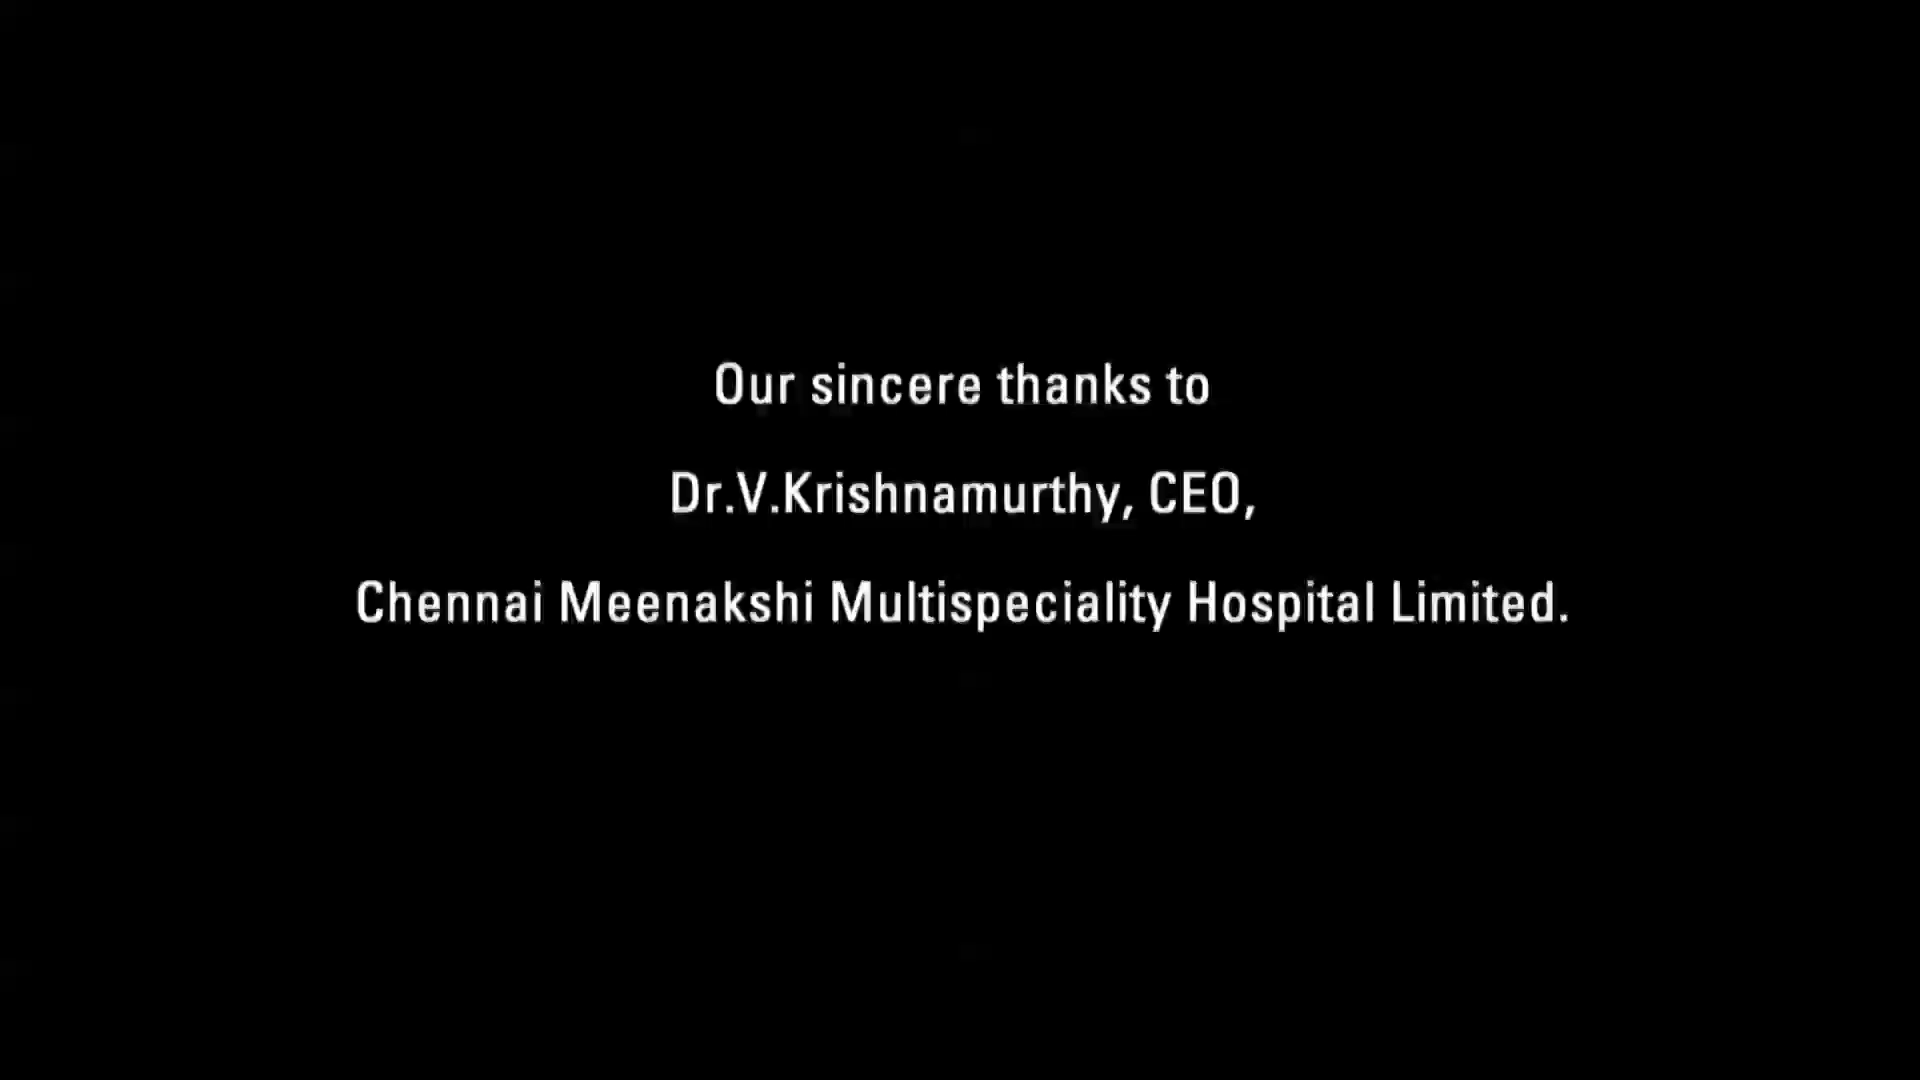 Our sincere thanks to
Dr.V.Krishnamurthy, CEO,
Chennai Meenakshi Multispeciality Hospital Limited.